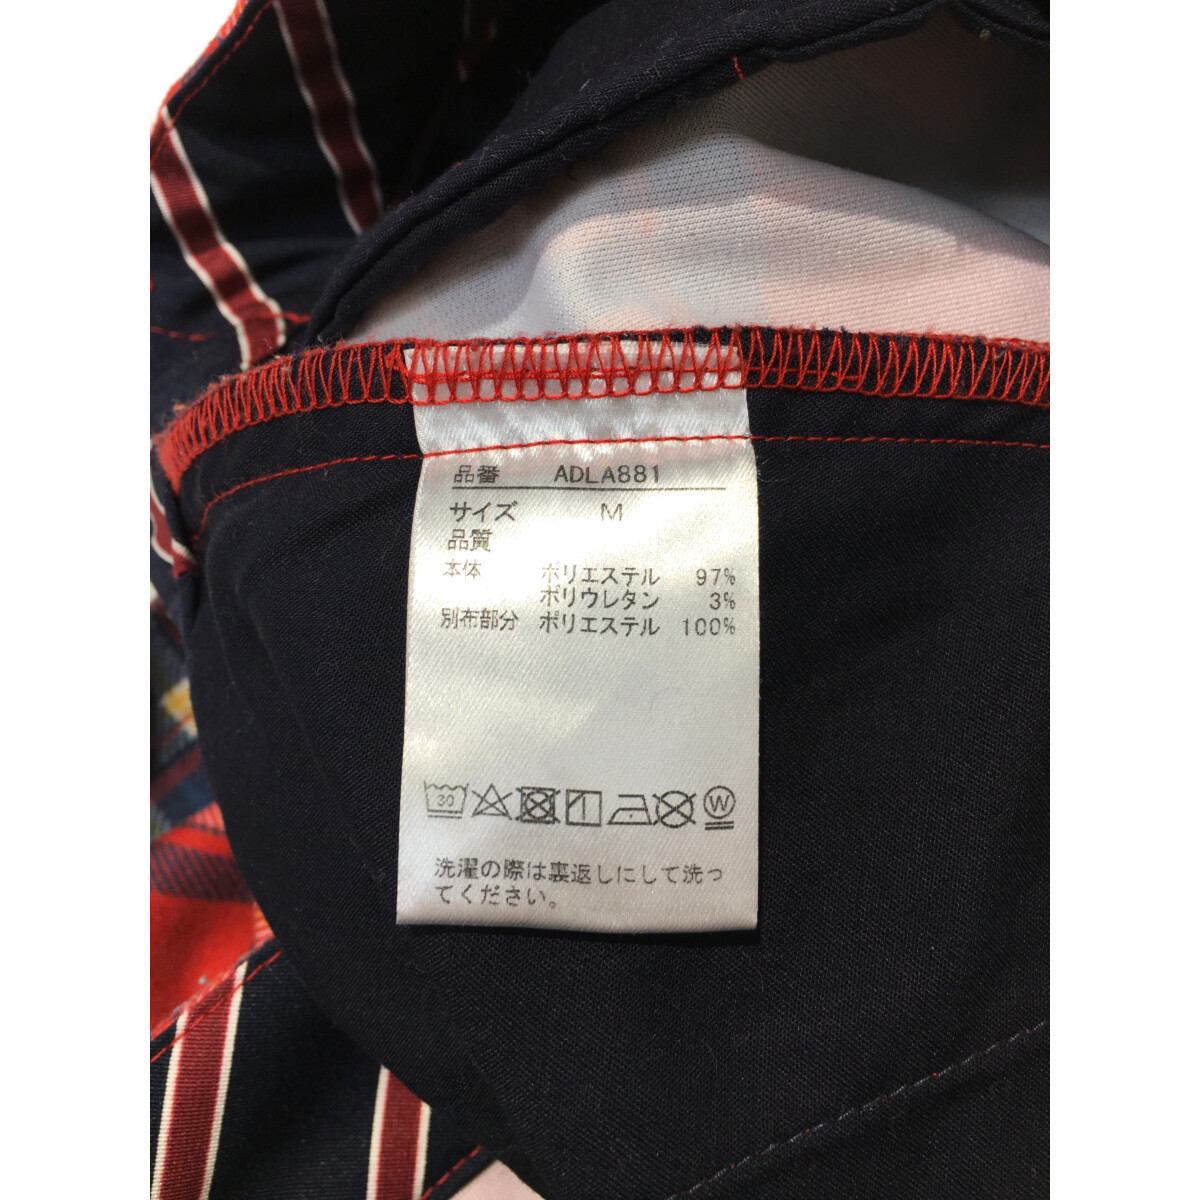 品番 ADLA881
サイズ M
品質
本体 ポリエステル 97%
ポリウレタン 3%
別布部分 ポリエステル 100%
30 W
洗濯の際は裏返しにして洗っ
てください。